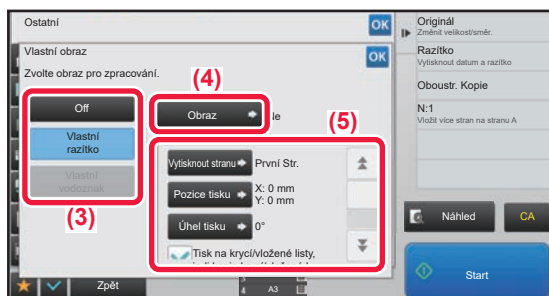 Ostatní
OK
Vlastní obraz
OK
Zvolte obraz pro zpracování.
(4)
Off
Vlastní
razítko
Vlastní
vodoznak
(3)
Obraz
(5)
Vytisknout stranu
První Str.
Pozice tisku
X: 0 mm
Y: 0 mm
Úhel tisku
0°
Tisk na krycí/vložené listy,
Zpět
4
A3
Originál
Změnit velikost/směr.
Razítko
Vytisknout datum a razítko
Oboustr. Kopie
N:1
Vložit více stran na stranu A
Náhled
CA
Start